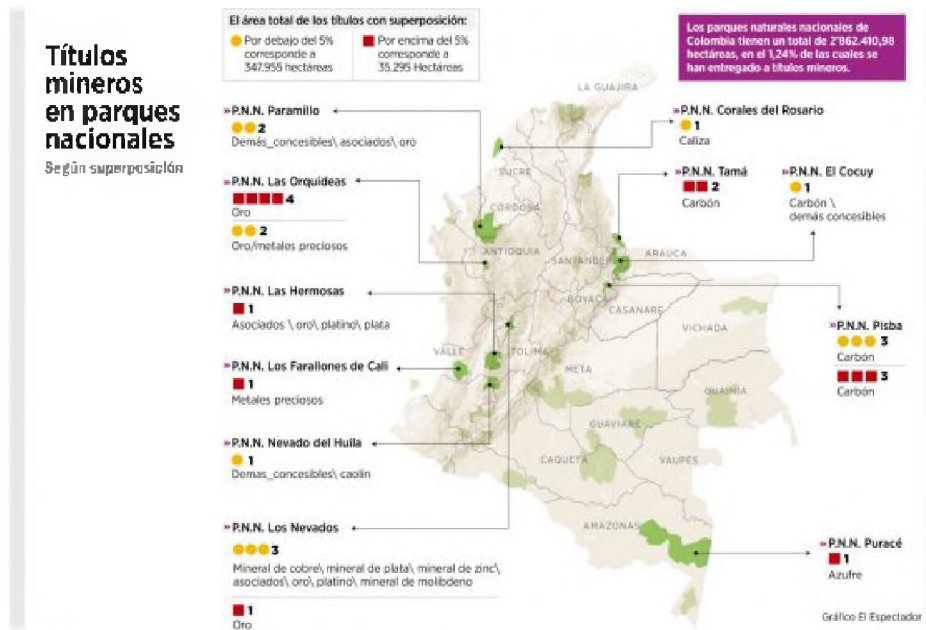 Títulos
mineros
en parques
nacionales
Según superposición
El área total de los títulos con superposición:
Por debajo del 5%
corresponde a
347.955 hectáreas
Por encima del 5%
corresponde a
35.295 Hectáreas
Los parques naturales nacionales de
Colombia tienen un total de 2'862.410,98
hectáreas, en el 1,24% de las cuales se
han entregado a títulos mineros.
»P.N.N. Paramillo
2
Demás_concesibles\ asociados\ oro
»P.N.N. Las Orquídeas
4
Oro
2
Oro/metales preciosos
»P.N.N. Las Hermosas
1
Asociados \ oro\ platino\ plata
»P.N.N. Los Farallones de Cali
1
Metales preciosos
»P.N.N. Nevado del Huila
1
Demas_concesibles\ caolin
»P.N.N. Los Nevados
3
Mineral de cobre\ mineral de plata\ mineral de zinc\
asociados\ oro\ platino\ mineral de molibdeno
1
Oro
LA GUAJIRA
SUCRE
CÓRDOBA
ANTIOQUIA
SANTANDER
ARAUCA
BOYACÁ
CASANARE
VICHADA
VALLE
TOLIMA
META
GUAINÍA
GUAVIARE
CAQUETA
VAUPÉS
AMAZONAS
»P.N.N. Corales del Rosario
1
Caliza
»P.N.N. Tamá
2
Carbón
»P.N.N. El Cocuy
1
Carbón \
demás concesibles
»P.N.N. Pisba
3
Carbón
3
Carbón
»P.N.N. Puracé
1
Azufre
Gráfico El Espectador